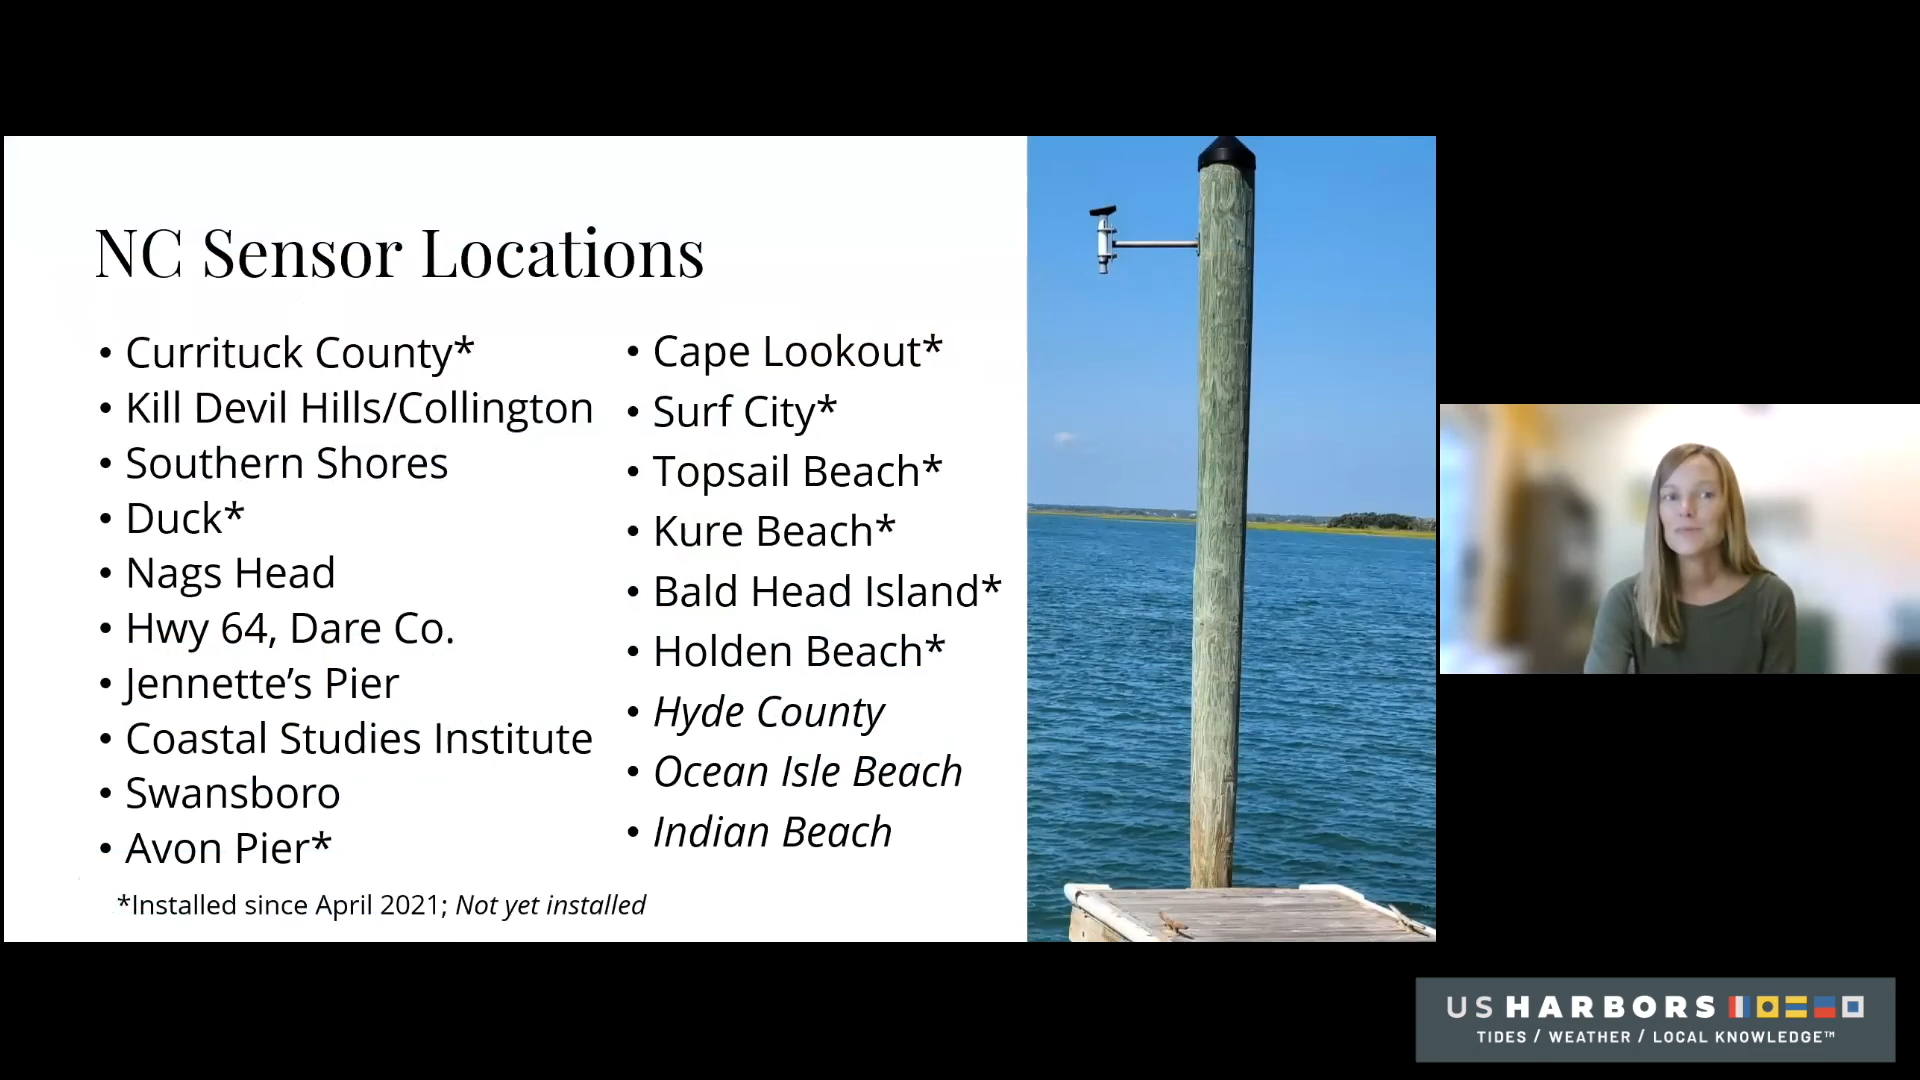 NC Sensor Locations
• Currituck County*
• Kill Devil Hills/Collington
• Southern Shores
• Duck*
• Nags Head
• Hwy 64, Dare Co.
• Jennette’s Pier
• Coastal Studies Institute
• Swansboro
• Avon Pier*
• Cape Lookout*
• Surf City*
• Topsail Beach*
• Kure Beach*
• Bald Head Island*
• Holden Beach*
• Hyde County
• Ocean Isle Beach
• Indian Beach
*Installed since April 2021; Not yet installed
US HARBORS
TIDES / WEATHER / LOCAL KNOWLEDGE™